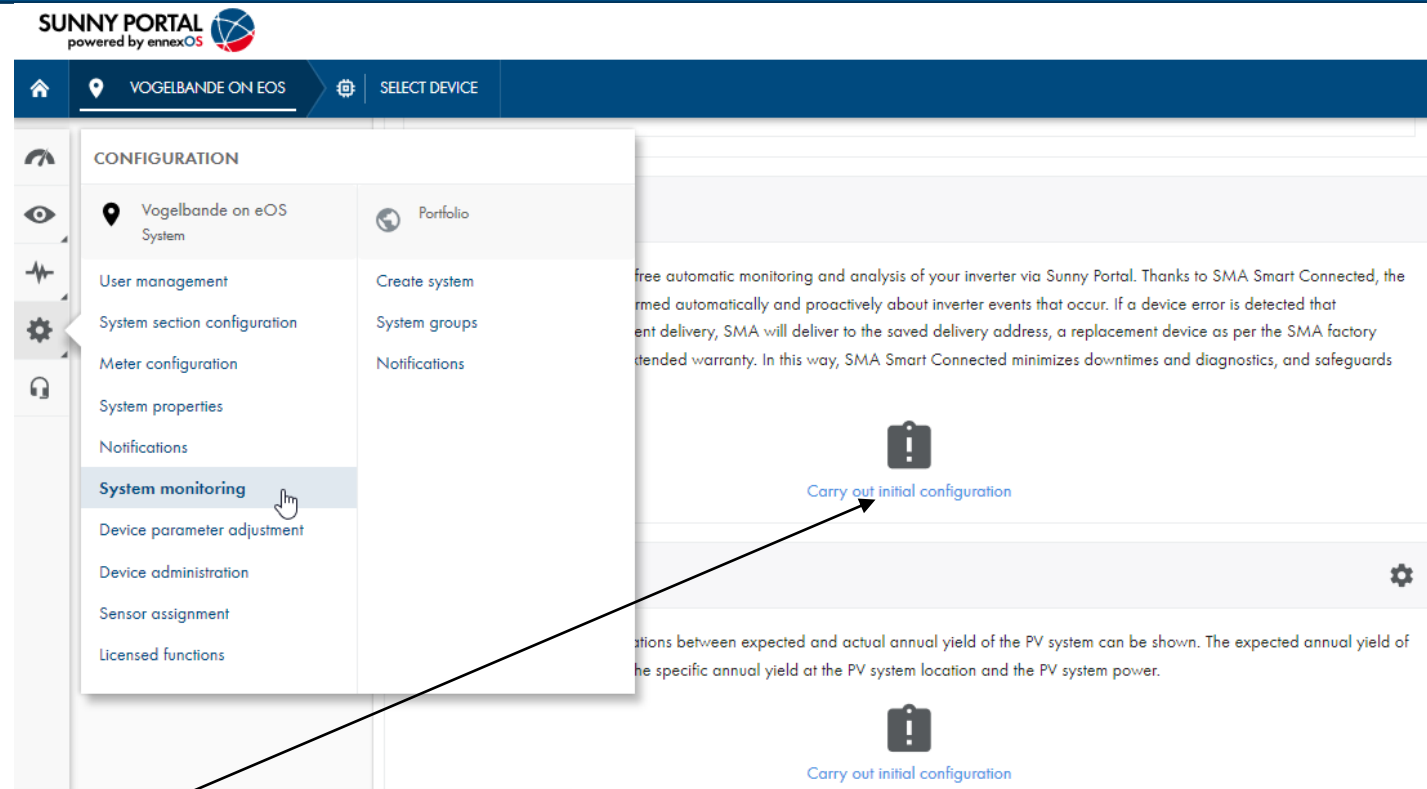 SUNNY PORTAL
powered by ennexOS
VOGELBANDE ON EOS
SELECT DEVICE
CONFIGURATION
Vogelbande on eOS
System
Portfolio
User management
System section configuration
Meter configuration
System properties
Notifications
System monitoring
Device parameter adjustment
Device administration
Sensor assignment
Licensed functions
Create system
System groups
Notifications
free automatic monitoring and analysis of your inverter via Sunny Portal. Thanks to SMA Smart Connected, the
rmed automatically and proactively about inverter events that occur. If a device error is detected that
ent delivery, SMA will deliver to the saved delivery address, a replacement device as per the SMA factory
xtended warranty. In this way, SMA Smart Connected minimizes downtimes and diagnostics, and safeguards
Carry out initial configuration
ations between expected and actual annual yield of the PV system can be shown. The expected annual yield of
he specific annual yield at the PV system location and the PV system power.
Carry out initial configuration